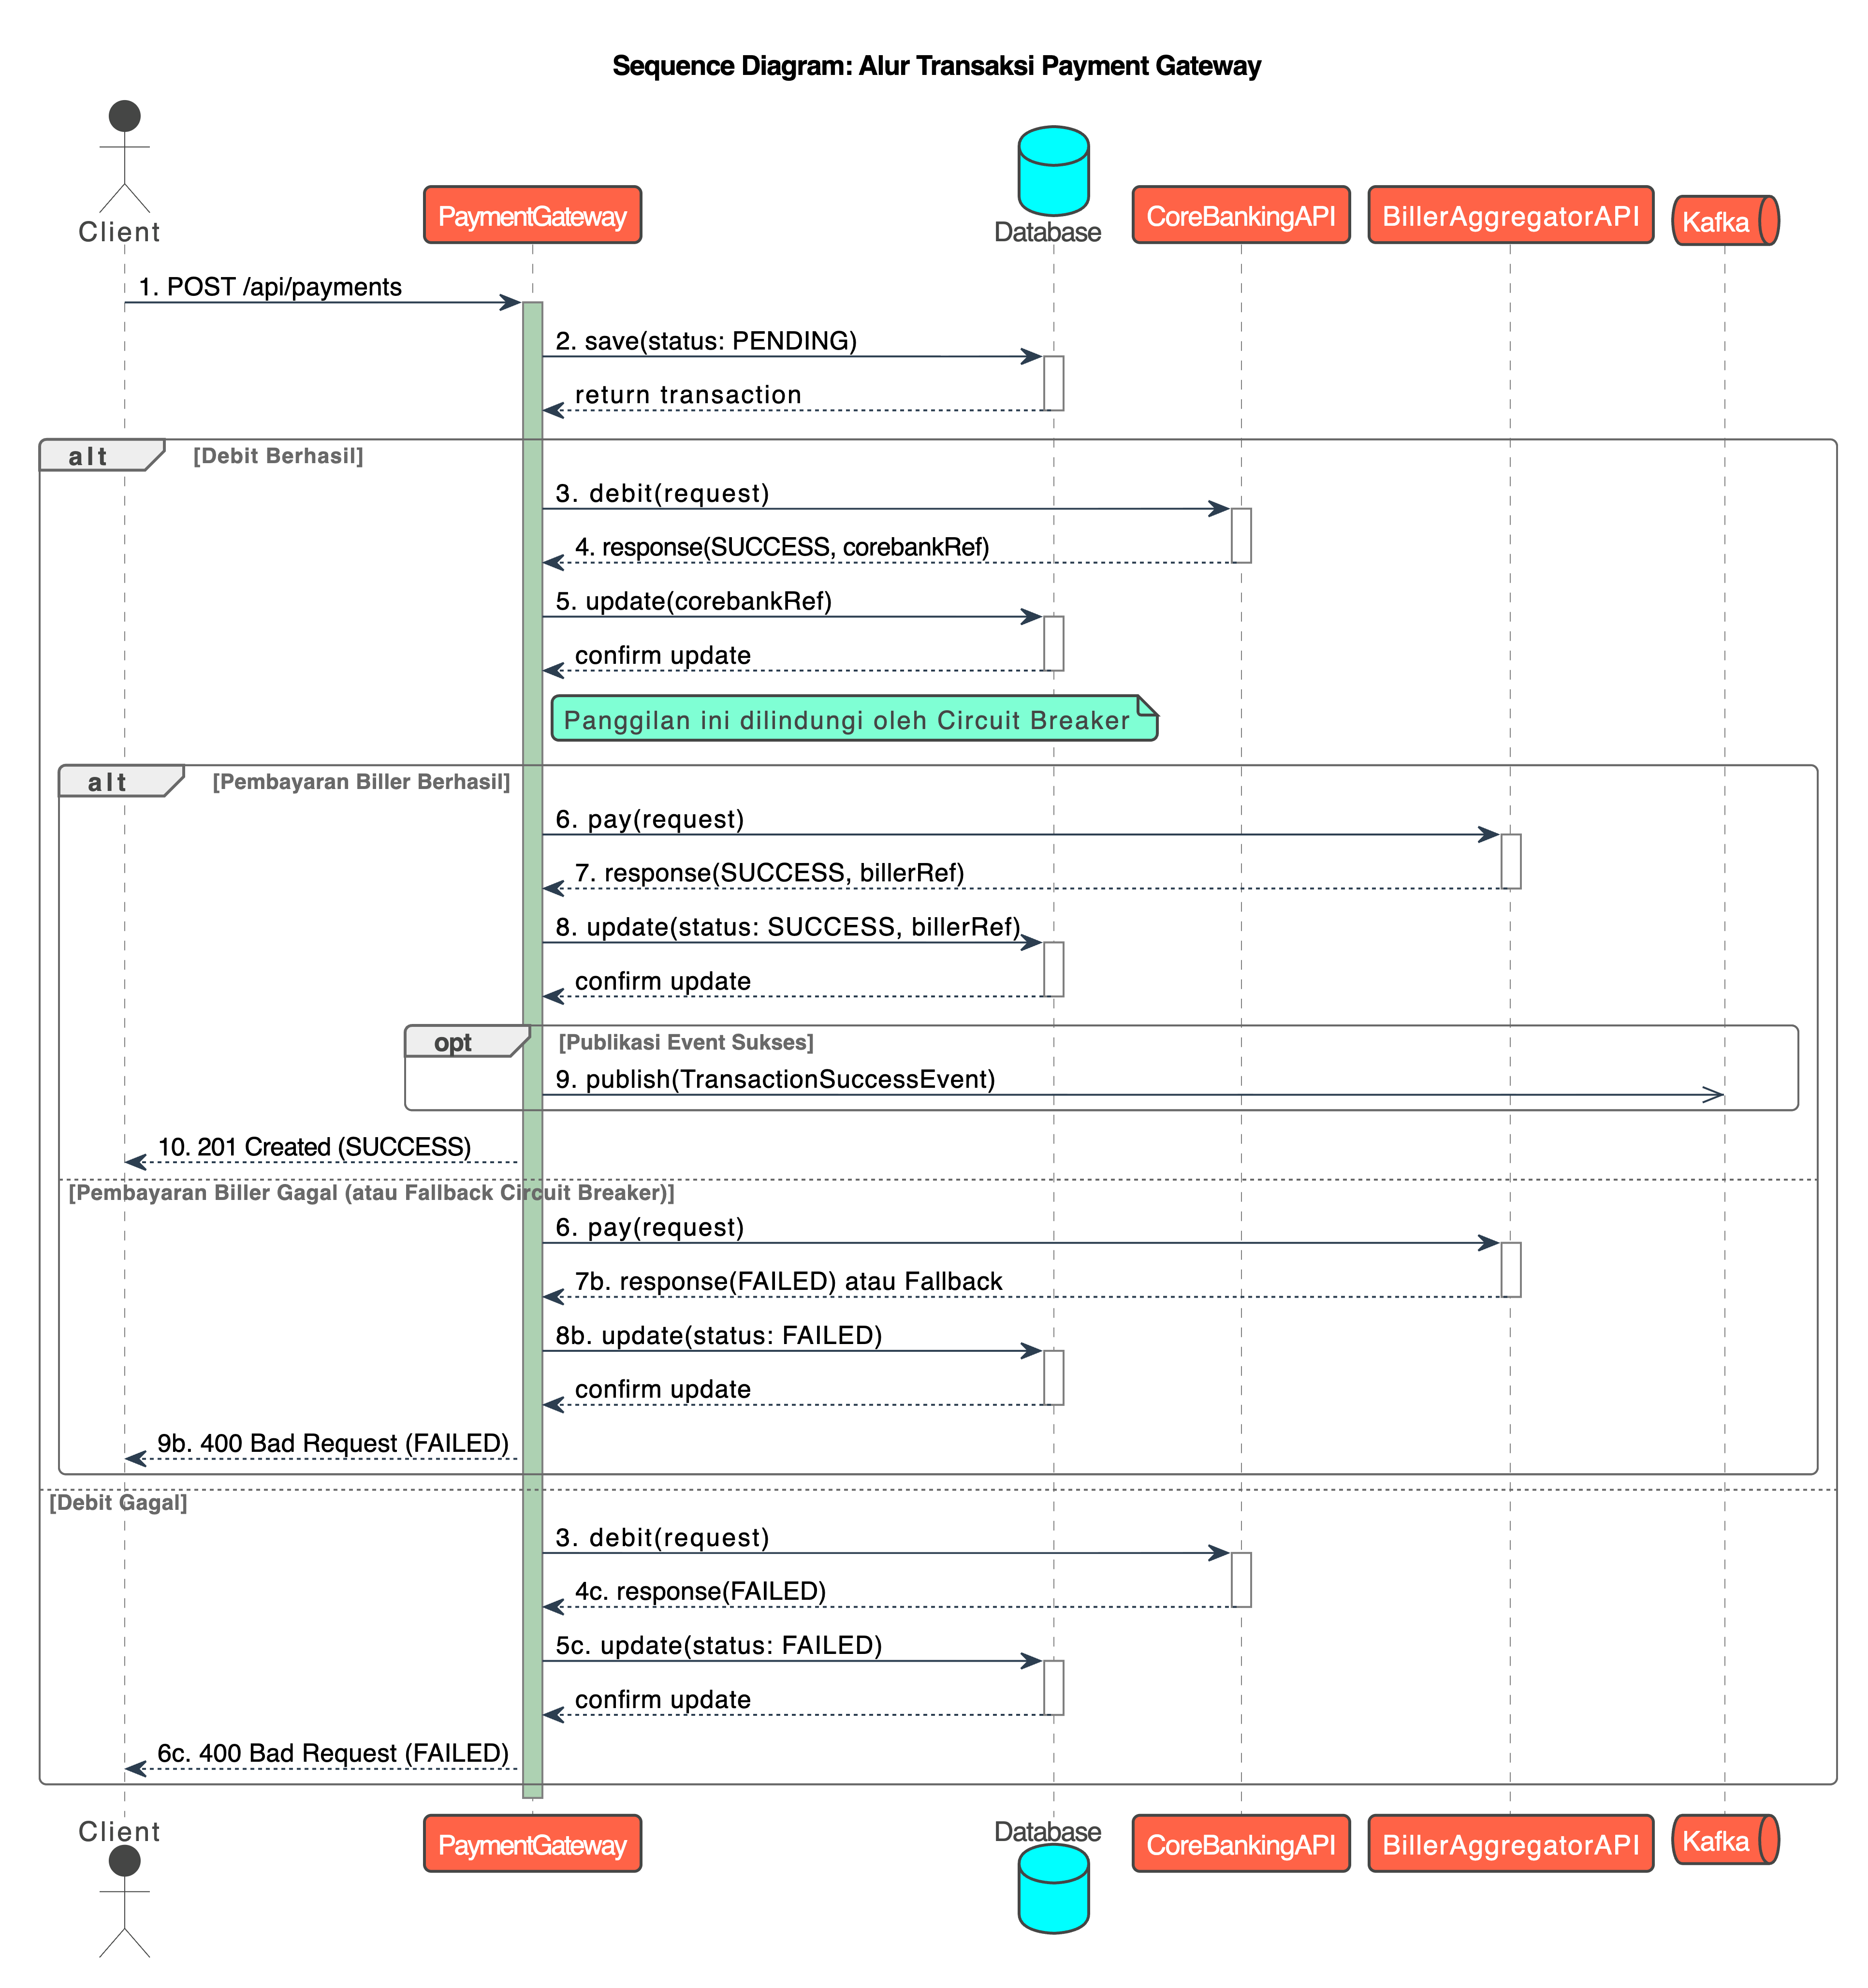 Sequence Diagram: Alur Transaksi Payment Gateway
Client
PaymentGateway
Database
CoreBankingAPI
BillerAggregatorAPI
Kafka
1. POST /api/payments
2. save(status: PENDING)
return transaction
alt
[Debit Berhasil]
3. debit(request)
4. response(SUCCESS, corebankRef)
5. update(corebankRef)
confirm update
Panggilan ini dilindungi oleh Circuit Breaker
alt
[Pembayaran Biller Berhasil]
6. pay(request)
7. response(SUCCESS, billerRef)
8. update(status: SUCCESS, billerRef)
confirm update
opt
[Publikasi Event Sukses]
9. publish(TransactionSuccessEvent)
10. 201 Created (SUCCESS)
[Pembayaran Biller Gagal (atau Fallback Circuit Breaker)]
6. pay(request)
7b. response(FAILED) atau Fallback
8b. update(status: FAILED)
confirm update
9b. 400 Bad Request (FAILED)
[Debit Gagal]
3. debit(request)
4c. response(FAILED)
5c. update(status: FAILED)
confirm update
6c. 400 Bad Request (FAILED)
Client
PaymentGateway
Database
CoreBankingAPI
BillerAggregatorAPI
Kafka